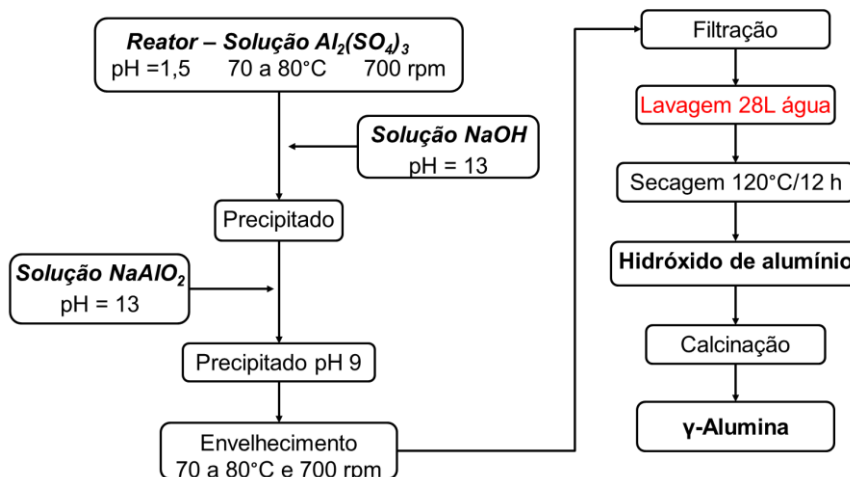 Reator – Solução Al₂(SO₄)₃
pH =1,5 70 a 80°C 700 rpm
Solução NaOH
pH = 13
Precipitado
Solução NaAlO₂
pH = 13
Precipitado pH 9
Envelhecimento
70 a 80°C e 700 rpm
Filtração
Lavagem 28L água
Secagem 120°C/12 h
Hidróxido de alumínio
Calcinação
γ-Alumina